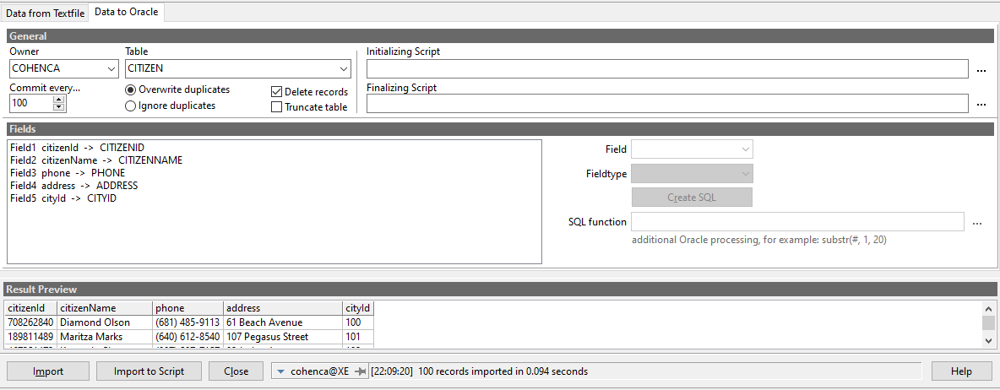 Data from Textfile Data to Oracle
General
Owner Table Initializing Script
COHENCA CITIZEN ...
Commit every... Overwrite duplicates Delete records Finalizing Script
100 Ignore duplicates Truncate table ...
Fields
Field1 citizenId -> CITIZENID
Field2 citizenName -> CITIZENNAME
Field3 phone -> PHONE
Field4 address -> ADDRESS
Field5 cityId -> CITYID
Field
Fieldtype
Create SQL
SQL function ...
additional Oracle processing, for example: substr(#, 1, 20)
Result Preview
citizenId citizenName phone address cityId
708262840 Diamond Olson (681) 485-9113 61 Beach Avenue 100
189811489 Maritza Marks (640) 612-8540 107 Pegasus Street 101
Import Import to Script Close cohenca@XE [22:09:20] 100 records imported in 0.094 seconds Help